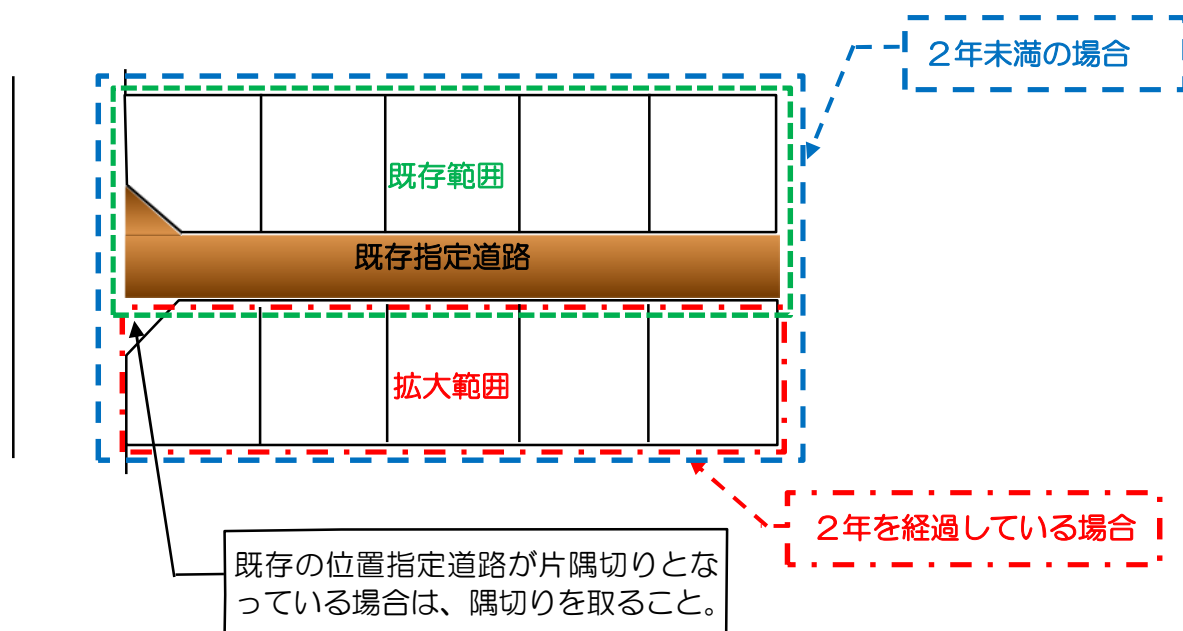 ２年未満の場合
既存範囲
既存指定道路
拡大範囲
２年を経過している場合
既存の位置指定道路が片隅切りとな
っている場合は、隅切りを取ること。